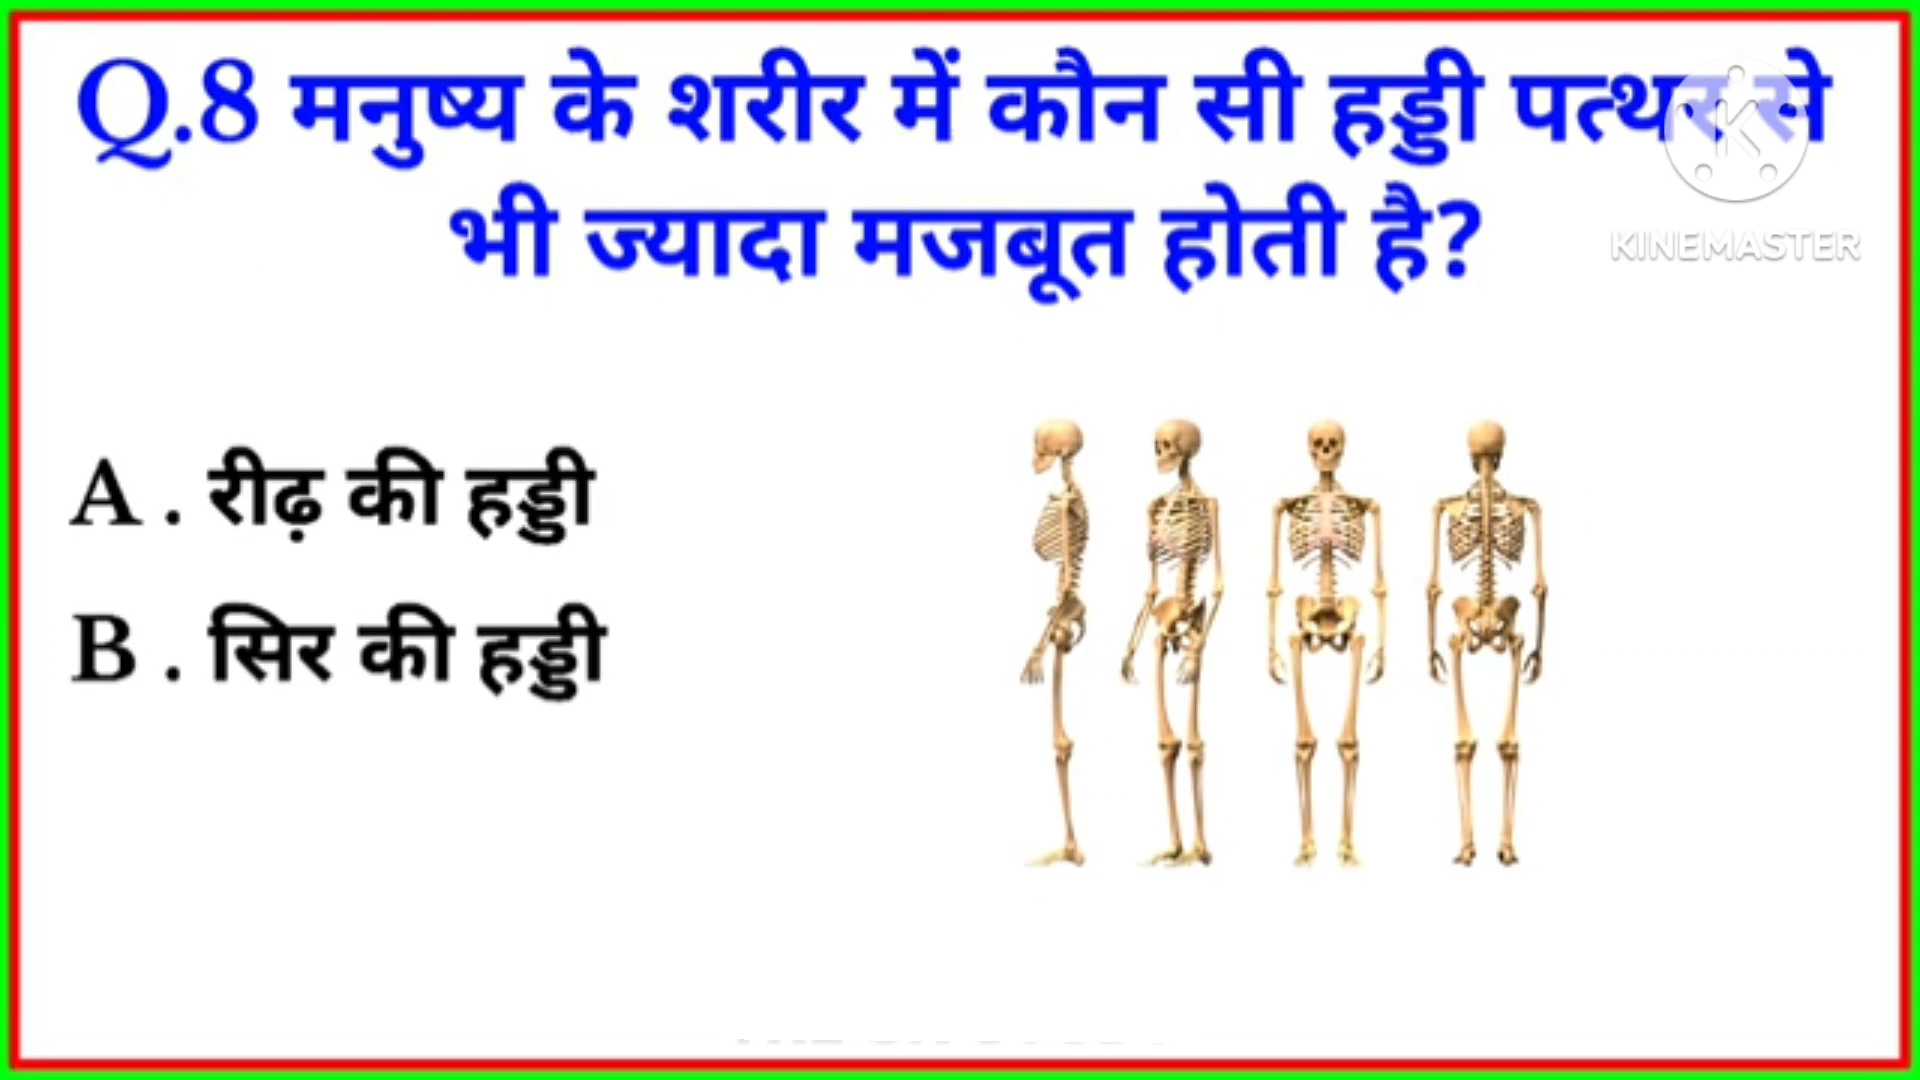 Q.8 मनुष्य के शरीर में कौन सी हड्डी पत्थर से
भी ज्यादा मजबूत होती है?
KINEMASTER
A . रीढ़ की हड्डी
B . सिर की हड्डी